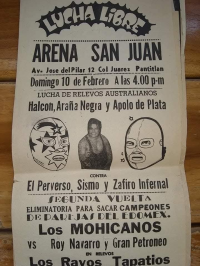 LUCHA LIBRE
ARENA SAN JUAN
Av- Jose del Pilar 12 Col Juarez Pantitlan
Domingo 10 de Febrero A las 4.00 p.m
LUCHA DE RELEVOS AUSTRALIANOS
Halcon, Araña Negra y Apolo de Plata
CONTRA
El Perverso, Sismo y Zafiro Infernal
SEGUNDA VUELTA
ELIMINATORIA PARA SACAR CAMPEONES
DE PAREJAS DEL EDOMEX.
Los MOHICANOS
vs Roy Navarro y Gran Petroneo
EN RELEVOS
Los Rayos Tapatios